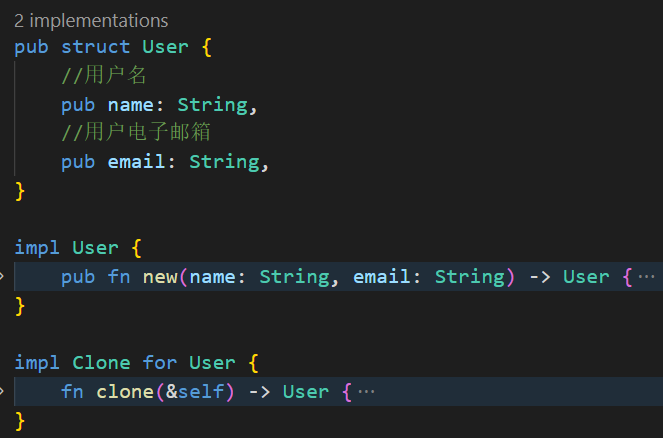 2 implementations
pub struct User {
//用户名
pub name: String,
//用户电子邮箱
pub email: String,
}
impl User {
pub fn new(name: String, email: String) -> User {⋯
}
impl Clone for User {
fn clone(&self) -> User {⋯
}